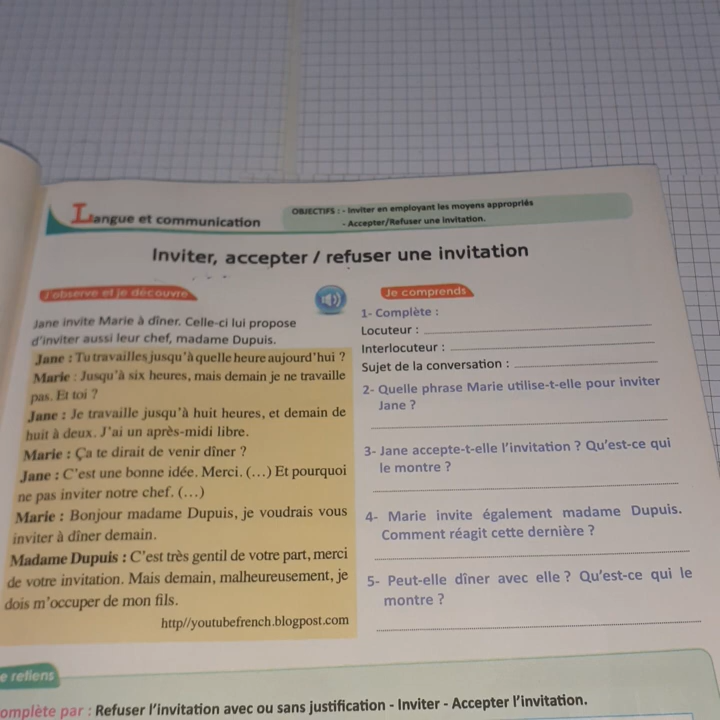 Langue et communication
OBJECTIFS : - Inviter en employant les moyens appropriés
- Accepter/Refuser une invitation.
Inviter, accepter / refuser une invitation
J'observe et je découvre
Jane invite Marie à dîner. Celle-ci lui propose
d'inviter aussi leur chef, madame Dupuis.
Jane : Tu travailles jusqu'à quelle heure aujourd'hui ?
Marie : Jusqu'à six heures, mais demain je ne travaille
pas. Et toi ?
Jane : Je travaille jusqu'à huit heures, et demain de
huit à deux. J'ai un après-midi libre.
Marie : Ça te dirait de venir dîner ?
Jane : C'est une bonne idée. Merci. (...) Et pourquoi
ne pas inviter notre chef. (...)
Marie : Bonjour madame Dupuis, je voudrais vous
inviter à dîner demain.
Madame Dupuis : C'est très gentil de votre part, merci
de votre invitation. Mais demain, malheureusement, je
dois m'occuper de mon fils.
http//youtubefrench.blogpost.com
Je comprends
1- Complète :
Locuteur :
Interlocuteur :
Sujet de la conversation :
2- Quelle phrase Marie utilise-t-elle pour inviter
Jane ?
3- Jane accepte-t-elle l'invitation ? Qu'est-ce qui
le montre ?
4- Marie invite également madame Dupuis.
Comment réagit cette dernière ?
5- Peut-elle dîner avec elle ? Qu'est-ce qui le
montre ?
e retiens
omplète par : Refuser l'invitation avec ou sans justification - Inviter - Accepter l'invitation.